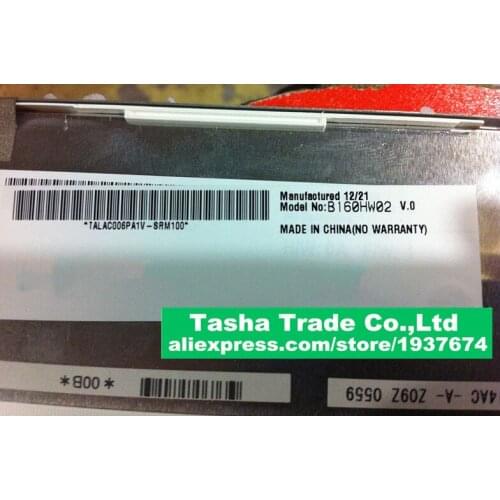 Manufactured 12/21
Model No:B160HW02 V.0
*TALAC006PA1V-SRM100*
MADE IN CHINA(NO WARRANTY)
Tasha Trade Co.,Ltd
aliexpress.com/store/1937674
*B00*
4AC -A- Z09Z 0559